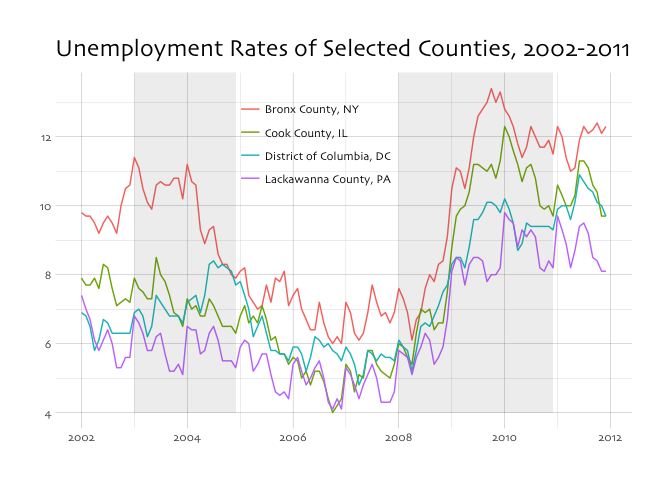 Unemployment Rates of Selected Counties, 2002-2011
Bronx County, NY
Cook County, IL
District of Columbia, DC
Lackawanna County, PA
12
10
8
6
4
2002 2004 2006 2008 2010 2012